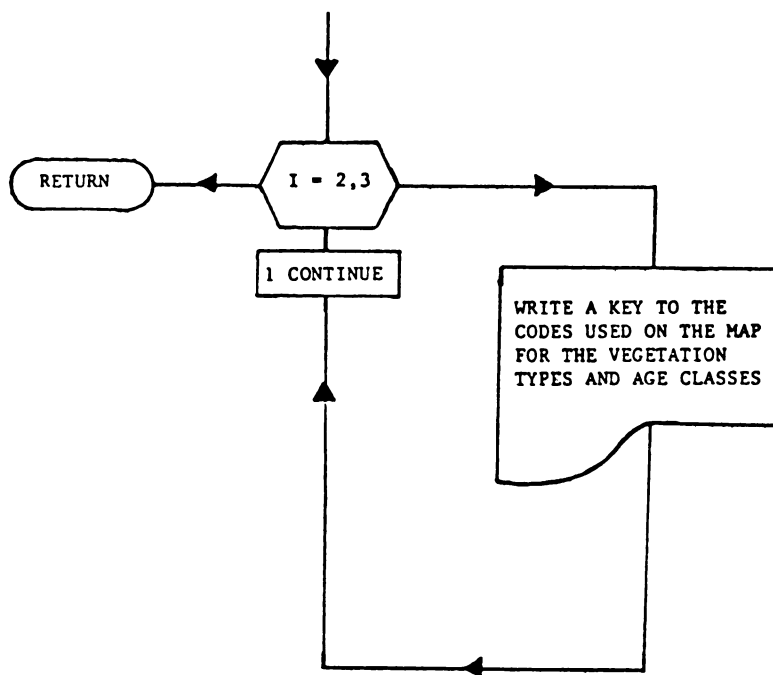 RETURN
I = 2,3
1 CONTINUE
WRITE A KEY TO THE
CODES USED ON THE MAP
FOR THE VEGETATION
TYPES AND AGE CLASSES